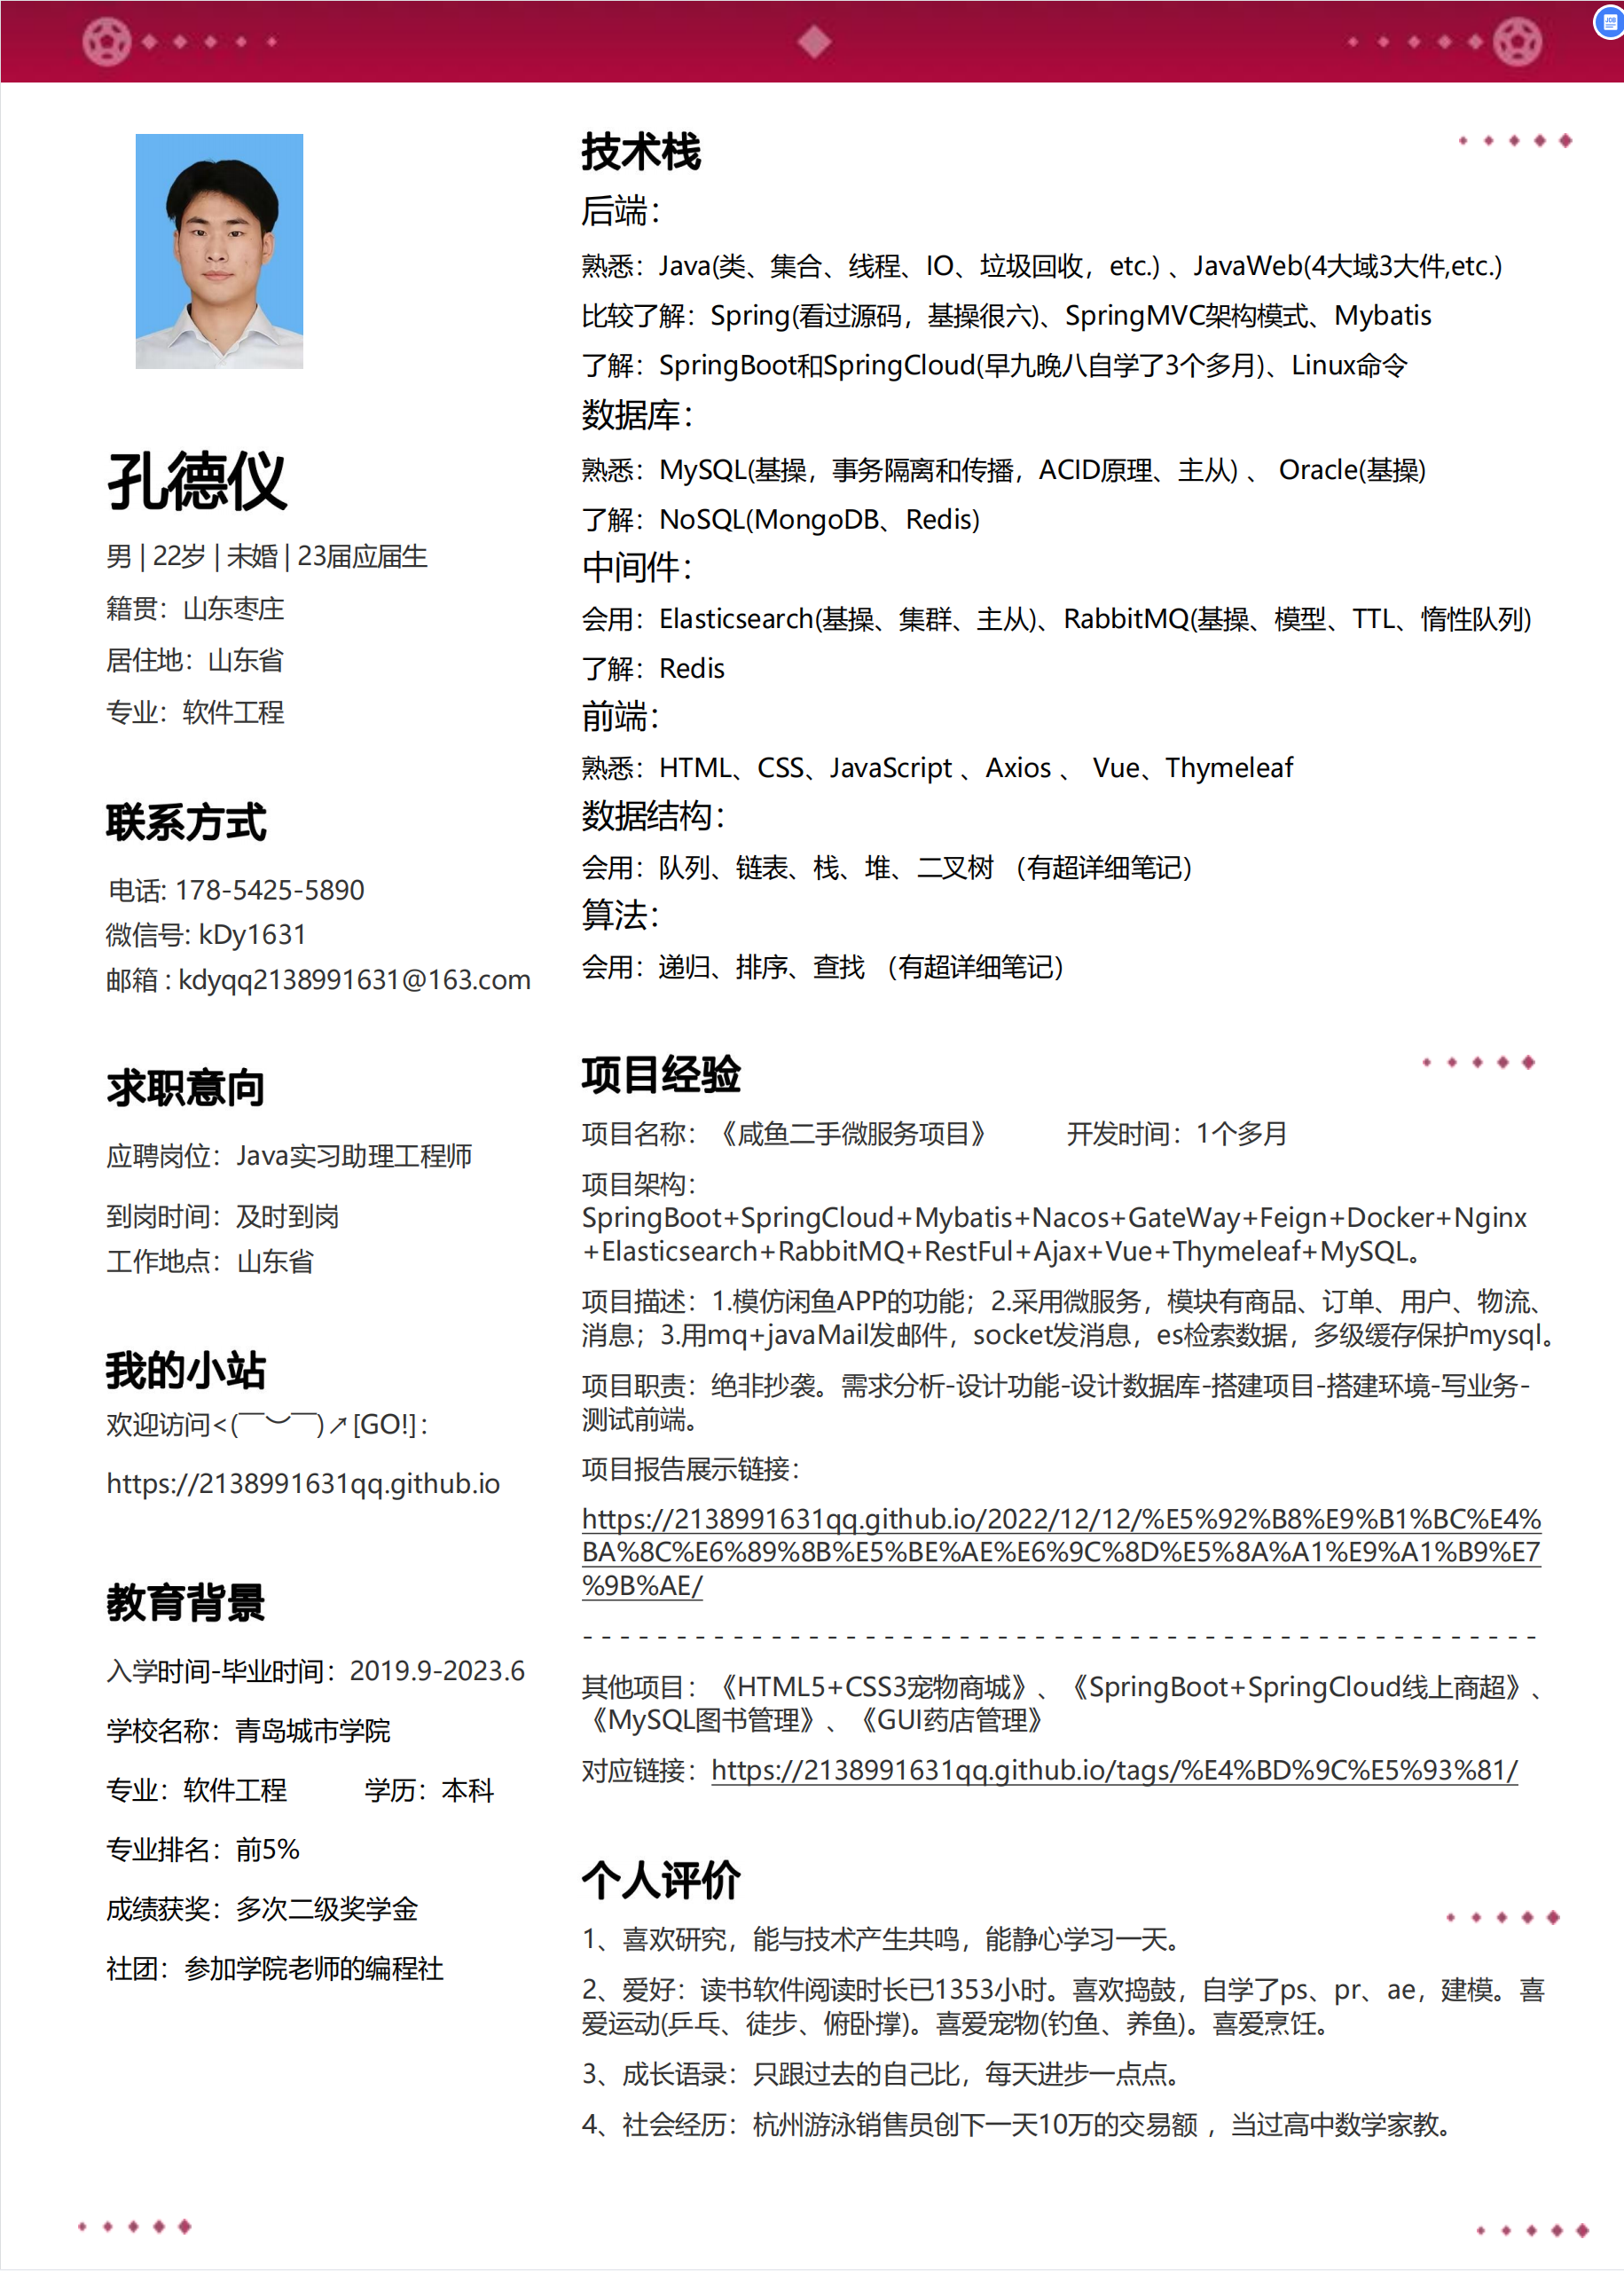 孔德仪
男 | 22岁 | 未婚 | 23届应届生
籍贯：山东枣庄
居住地：山东省
专业：软件工程
联系方式
电话: 178-5425-5890
微信号: kDy1631
邮箱 : kdyqq2138991631@163.com
求职意向
应聘岗位：Java实习助理工程师
到岗时间：及时到岗
工作地点：山东省
我的小站
欢迎访问<(￣︶￣)↗[GO!]：
https://2138991631qq.github.io
教育背景
入学时间-毕业时间：2019.9-2023.6
学校名称：青岛城市学院
专业：软件工程 学历：本科
专业排名：前5%
成绩获奖：多次二级奖学金
社团：参加学院老师的编程社
技术栈
后端：
熟悉：Java(类、集合、线程、IO、垃圾回收，etc.) 、JavaWeb(4大域3大件,etc.)
比较了解：Spring(看过源码，基操很六)、SpringMVC架构模式、Mybatis
了解：SpringBoot和SpringCloud(早九晚八自学了3个多月)、Linux命令
数据库：
熟悉：MySQL(基操，事务隔离和传播，ACID原理、主从) 、 Oracle(基操)
了解：NoSQL(MongoDB、Redis)
中间件：
会用：Elasticsearch(基操、集群、主从)、RabbitMQ(基操、模型、TTL、惰性队列)
了解：Redis
前端：
熟悉：HTML、CSS、JavaScript 、Axios 、 Vue、Thymeleaf
数据结构：
会用：队列、链表、栈、堆、二叉树 （有超详细笔记）
算法：
会用：递归、排序、查找 （有超详细笔记）
项目经验
项目名称：《咸鱼二手微服务项目》 开发时间：1个多月
项目架构：
SpringBoot+SpringCloud+Mybatis+Nacos+GateWay+Feign+Docker+Nginx
+Elasticsearch+RabbitMQ+RestFul+Ajax+Vue+Thymeleaf+MySQL。
项目描述：1.模仿闲鱼APP的功能；2.采用微服务，模块有商品、订单、用户、物流、
消息；3.用mq+javaMail发邮件，socket发消息，es检索数据，多级缓存保护mysql。
项目职责：绝非抄袭。需求分析-设计功能-设计数据库-搭建项目-搭建环境-写业务-
测试前端。
项目报告展示链接：
https://2138991631qq.github.io/2022/12/12/%E5%92%B8%E9%B1%BC%E4%
BA%8C%E6%89%8B%E5%BE%AE%E6%9C%8D%E5%8A%A1%E9%A1%B9%E7
%9B%AE/
- - - - - - - - - - - - - - - - - - - - - - - - - - - - - - - - - - - - - - - - - - - - - - - - - - -
其他项目：《HTML5+CSS3宠物商城》、《SpringBoot+SpringCloud线上商超》、
《MySQL图书管理》、《GUI药店管理》
对应链接：https://2138991631qq.github.io/tags/%E4%BD%9C%E5%93%81/
个人评价
1、喜欢研究，能与技术产生共鸣，能静心学习一天。
2、爱好：读书软件阅读时长已1353小时。喜欢捣鼓，自学了ps、pr、ae，建模。喜
爱运动(乒乓、徒步、俯卧撑)。喜爱宠物(钓鱼、养鱼)。喜爱烹饪。
3、成长语录：只跟过去的自己比，每天进步一点点。
4、社会经历：杭州游泳销售员创下一天10万的交易额 ，当过高中数学家教。